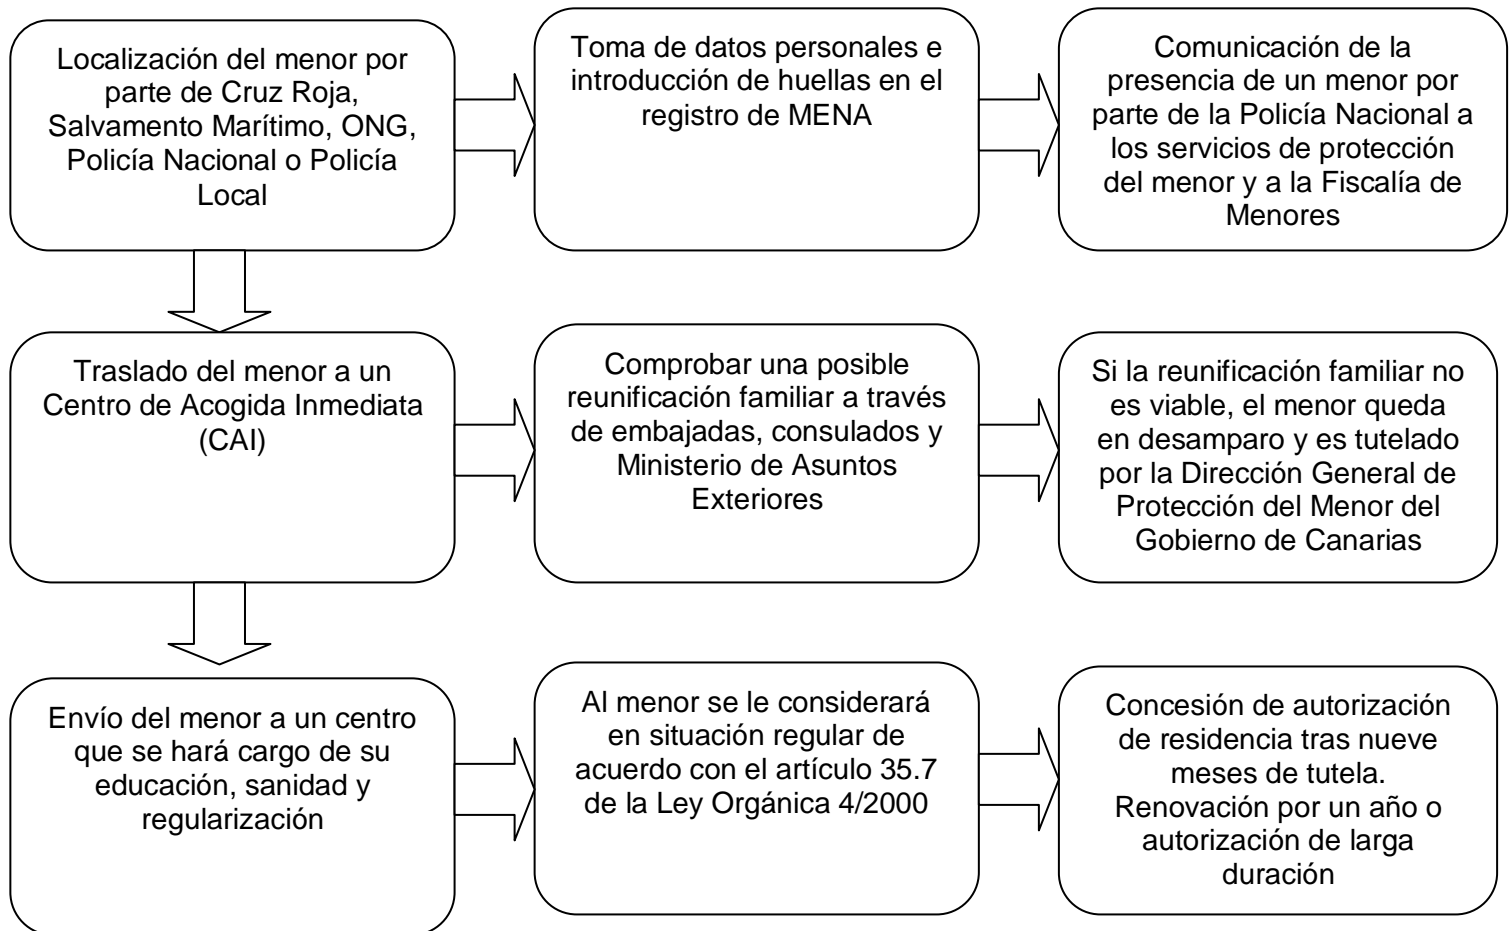 Localización del menor por
parte de Cruz Roja,
Salvamento Marítimo, ONG,
Policía Nacional o Policía
Local
Toma de datos personales e
introducción de huellas en el
registro de MENA
Comunicación de la
presencia de un menor por
parte de la Policía Nacional a
los servicios de protección
del menor y a la Fiscalía de
Menores
Traslado del menor a un
Centro de Acogida Inmediata
(CAI)
Comprobar una posible
reunificación familiar a través
de embajadas, consulados y
Ministerio de Asuntos
Exteriores
Si la reunificación familiar no
es viable, el menor queda
en desamparo y es tutelado
por la Dirección General de
Protección del Menor del
Gobierno de Canarias
Envío del menor a un centro
que se hará cargo de su
educación, sanidad y
regularización
Al menor se le considerará
en situación regular de
acuerdo con el artículo 35.7
de la Ley Orgánica 4/2000
Concesión de autorización
de residencia tras nueve
meses de tutela.
Renovación por un año o
autorización de larga
duración